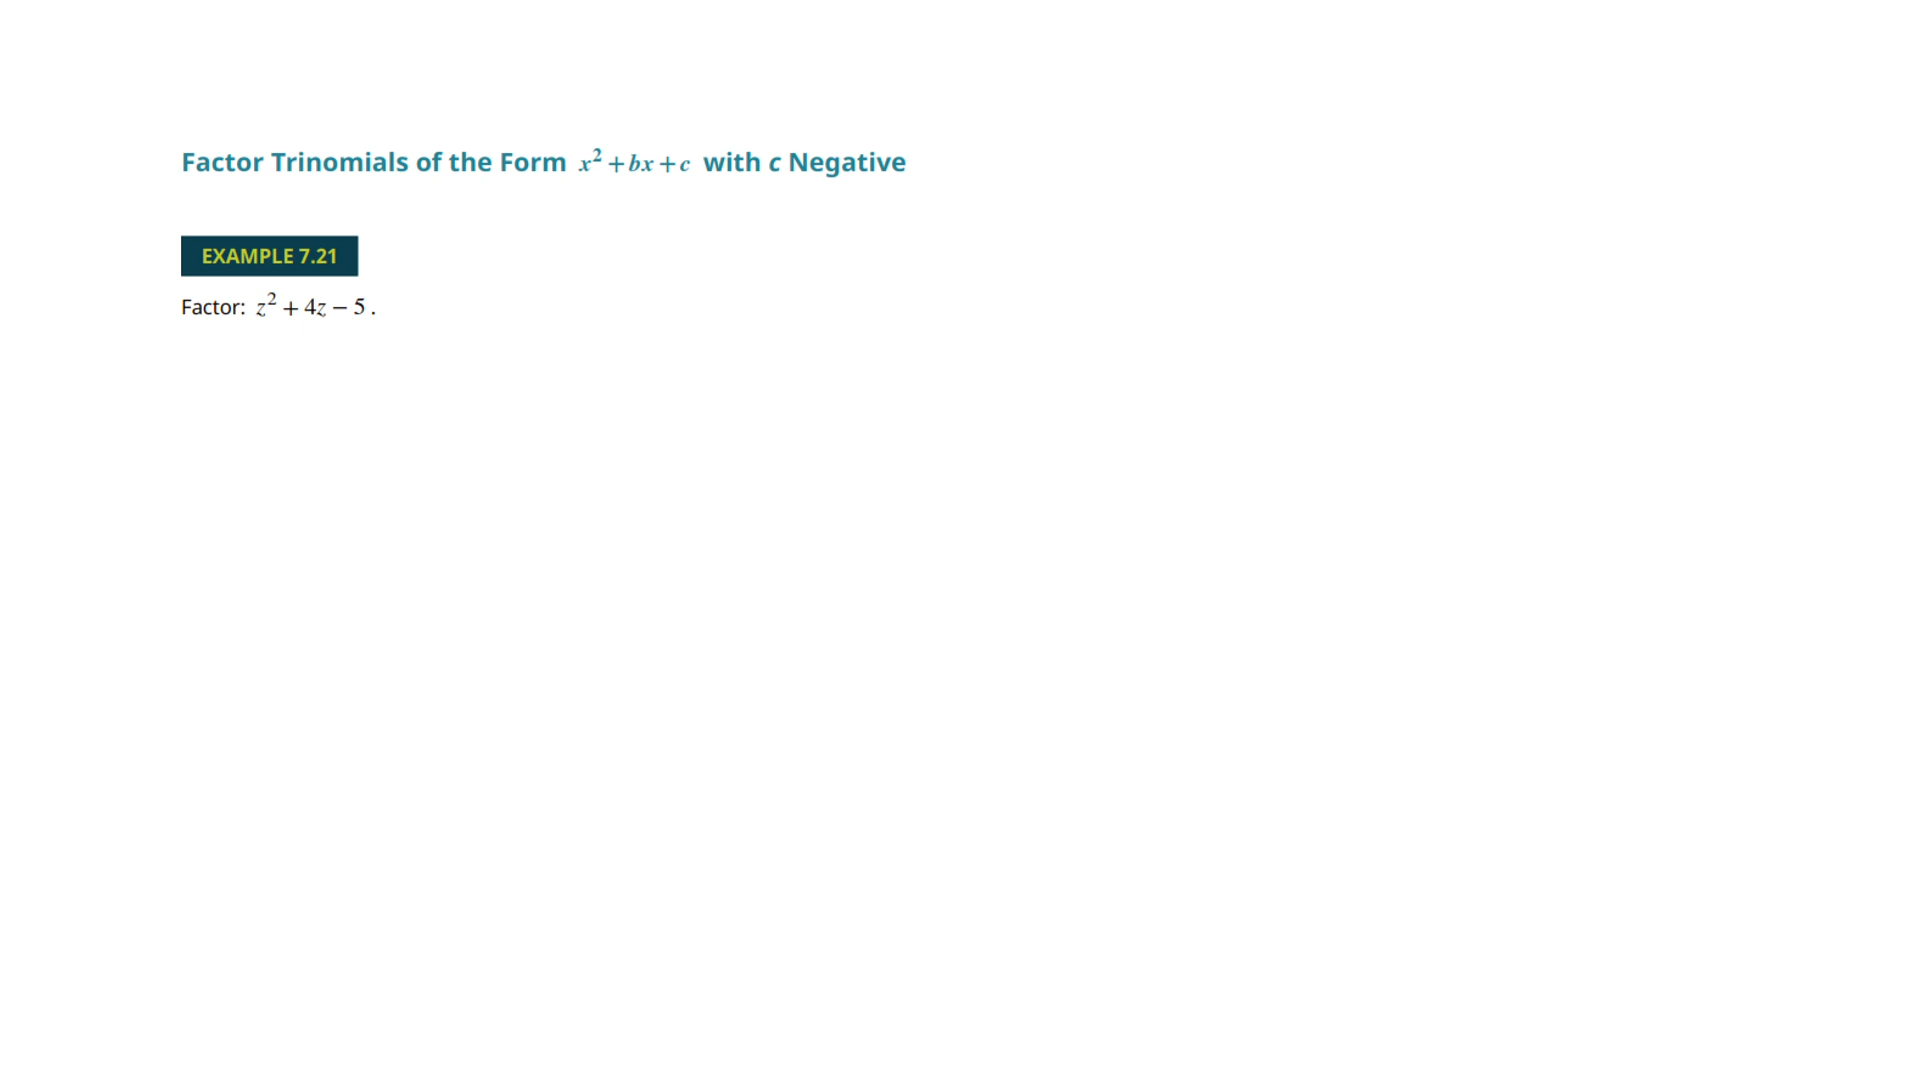 Factor Trinomials of the Form x² + bx + c with c Negative
EXAMPLE 7.21
Factor: z² + 4z − 5 .